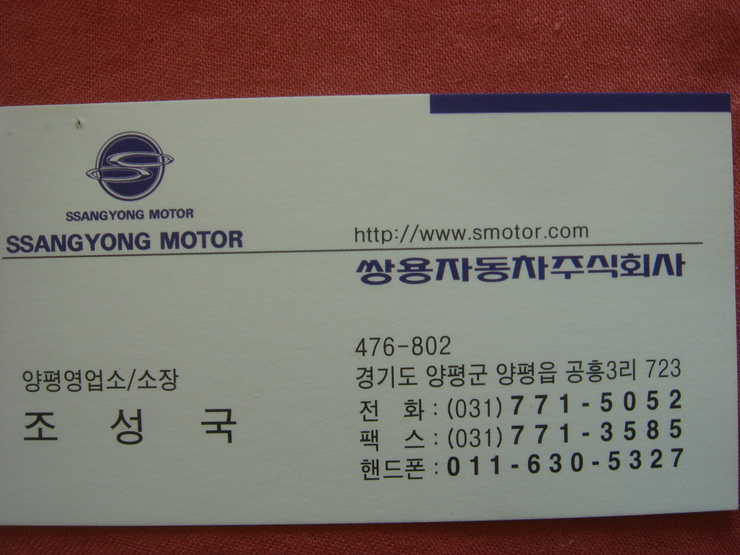 SSANGYONG MOTOR
SSANGYONG MOTOR
http://www.smotor.com
쌍용자동차주식회사
양평영업소/소장
조 성 국
476-802
경기도 양평군 양평읍 공흥3리 723
전 화 : (031) 771-5052
팩 스 : (031) 771-3585
핸드폰 : 011-630-5327